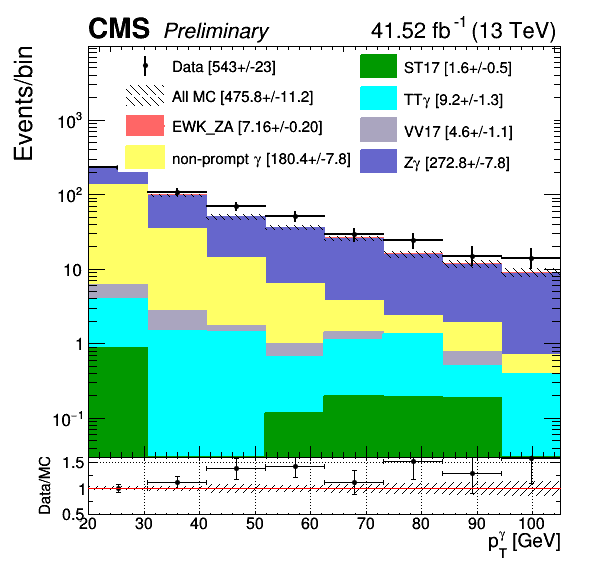 CMS Preliminary 41.52 fb⁻¹ (13 TeV)
Events/bin
Data [543+/-23]
All MC [475.8+/-11.2]
EWK_ZA [7.16+/-0.20]
non-prompt γ [180.4+/-7.8]
ST17 [1.6+/-0.5]
TTγ [9.2+/-1.3]
VV17 [4.6+/-1.1]
Zγ [272.8+/-7.8]
10³
10²
10
1
10⁻¹
Data/MC
1.5
1
0.5
20 30 40 50 60 70 80 90 100
p_T^γ [GeV]